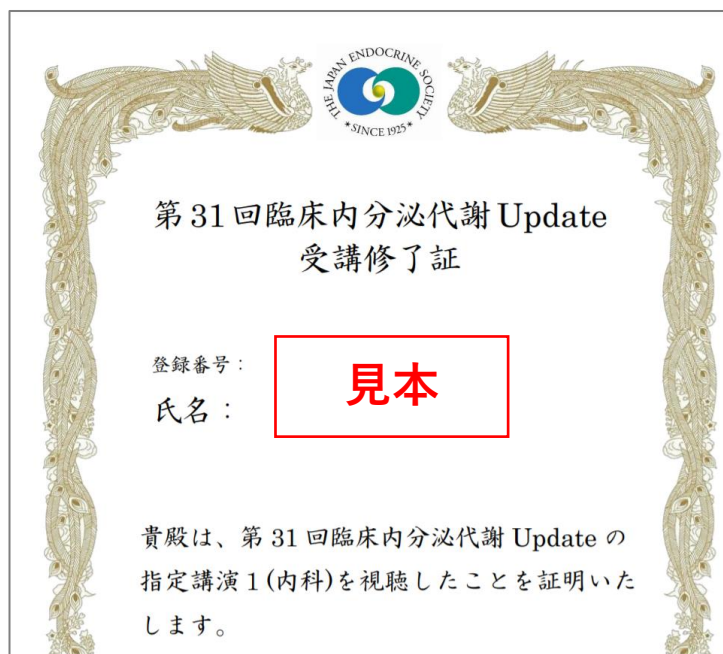 THE JAPAN ENDOCRINE SOCIETY
*SINCE 1925*
第31回臨床内分泌代謝Update
受講修了証
登録番号：
見本
氏名：
貴殿は、第31回臨床内分泌代謝Updateの
指定講演1(内科)を視聴したことを証明いた
します。